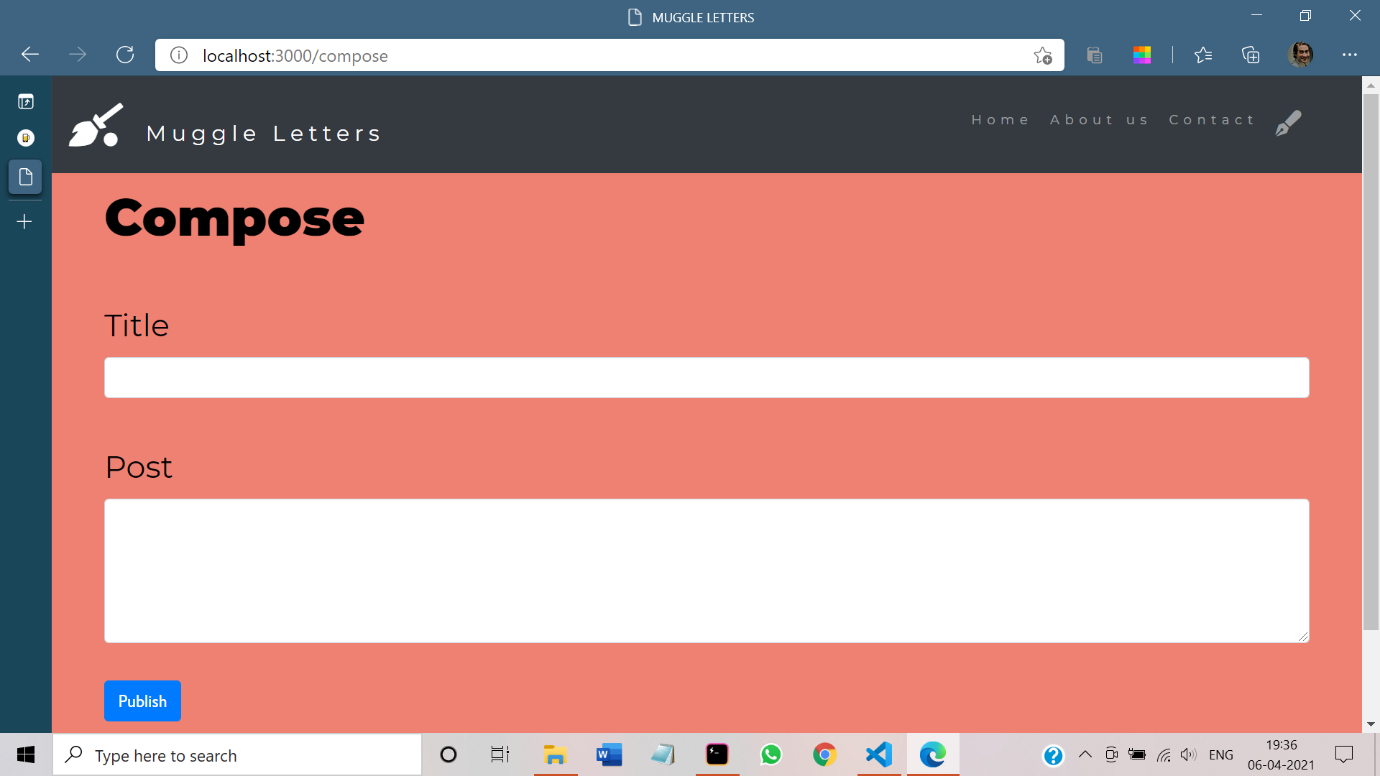 MUGGLE LETTERS
localhost:3000/compose
Muggle Letters
Home About us Contact
Compose
Title
Post
Publish
Type here to search
ENG
19:36
06-04-2021